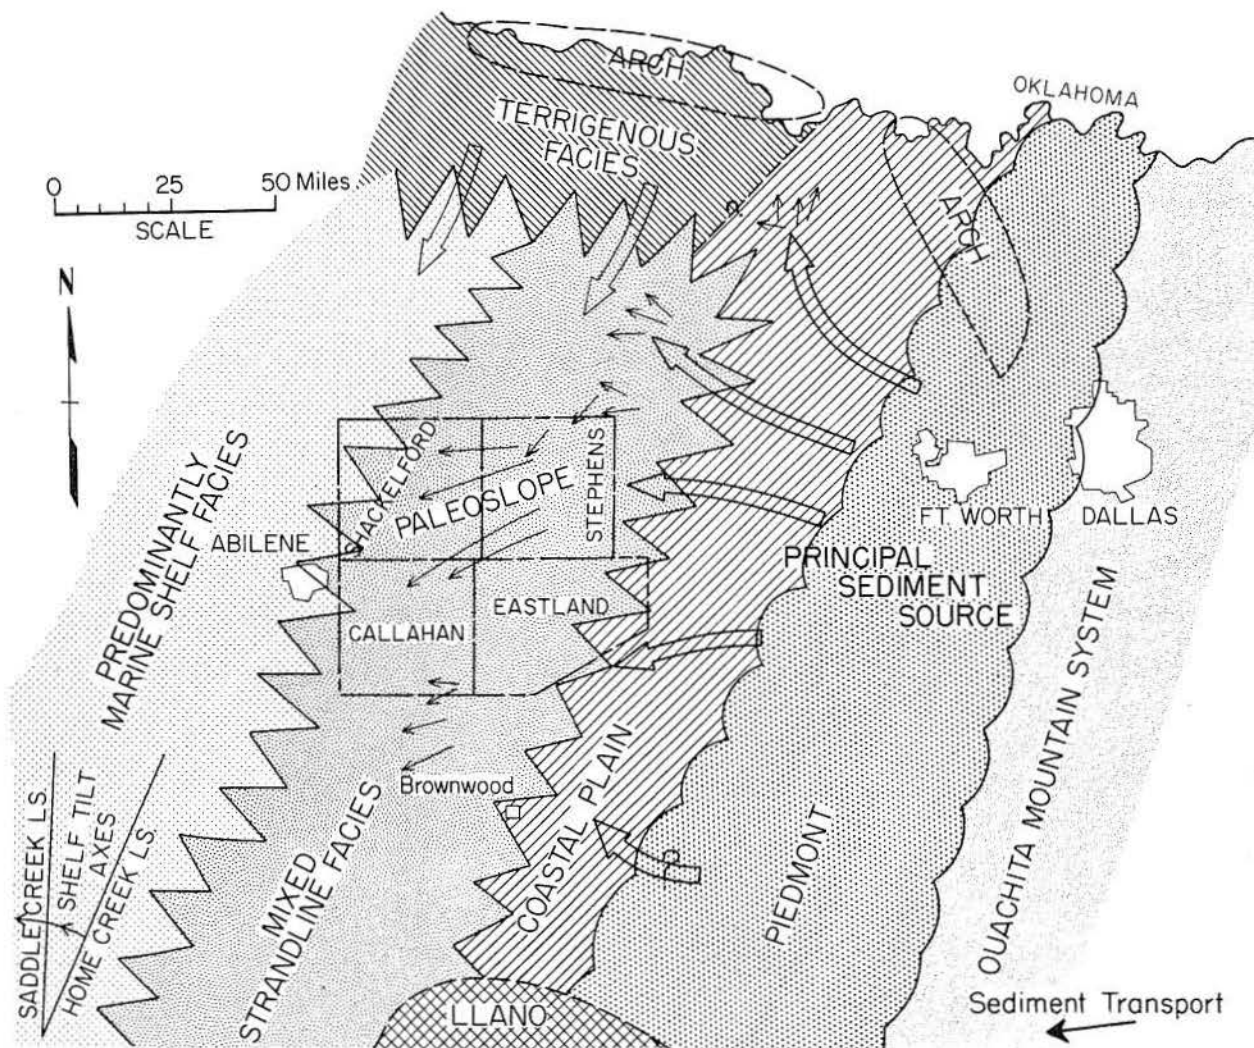 ARCH
OKLAHOMA
TERRIGENOUS
FACIES
0 25 50 Miles
SCALE
N
ARCH
?
SHACKELFORD
STEPHENS
PALEOSLOPE
PREDOMINANTLY
MARINE SHELF FACIES
ABILENE
FT. WORTH
DALLAS
PRINCIPAL
SEDIMENT
SOURCE
EASTLAND
CALLAHAN
Brownwood
COASTAL PLAIN
PIEDMONT
OUACHITA MOUNTAIN SYSTEM
MIXED
STRANDLINE FACIES
?
SADDLE CREEK LS.
SHELF TILT
AXES
HOME CREEK LS.
LLANO
Sediment Transport